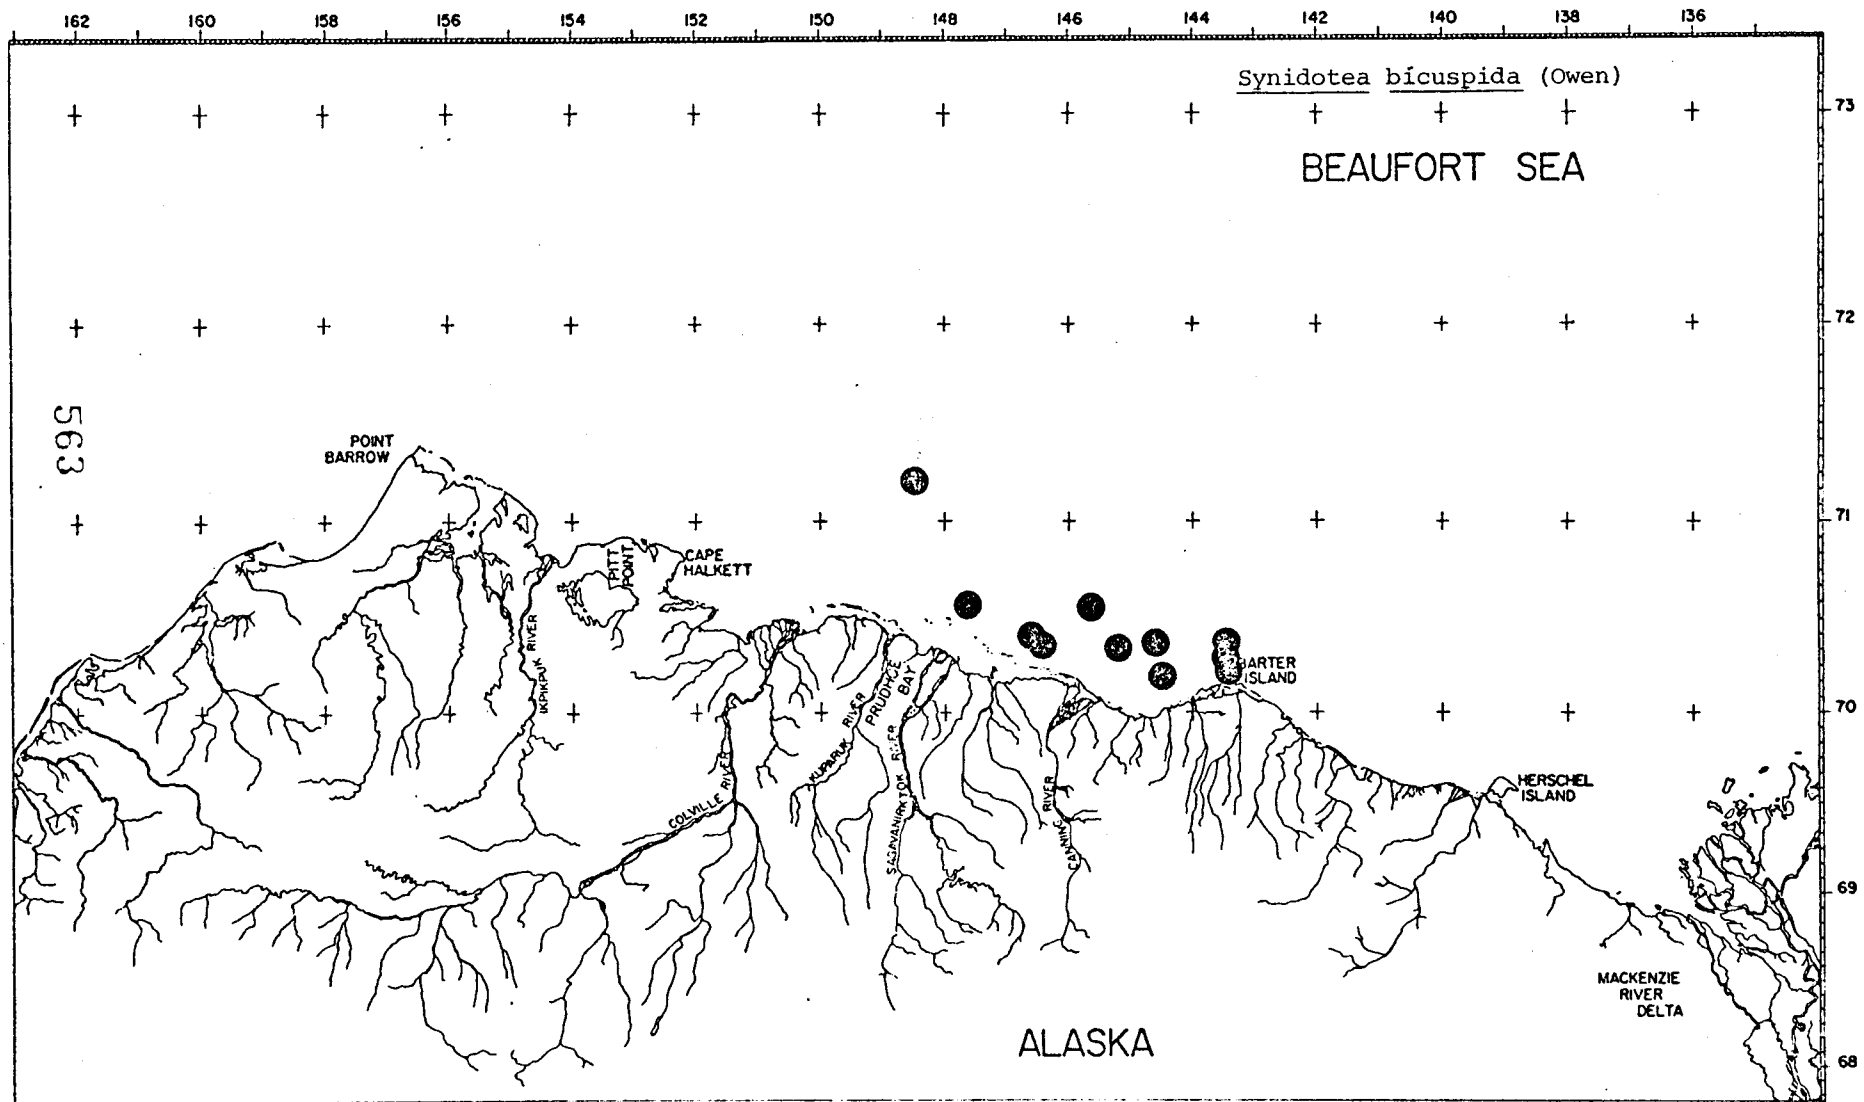 162 160 158 156 154 152 150 148 146 144 142 140 138 136
Synidotea bicuspida (Owen)
73
BEAUFORT SEA
72
563
POINT
BARROW
71
PITT
POINT
CAPE
HALKETT
IKPIKPUK RIVER
PRUDHOE
BAY
BARTER
ISLAND
70
COLVILLE RIVER
KUPARUK RIVER
SAGAVANIRKTOK RIVER
CANNING RIVER
HERSCHEL
ISLAND
69
MACKENZIE
RIVER
DELTA
ALASKA
68